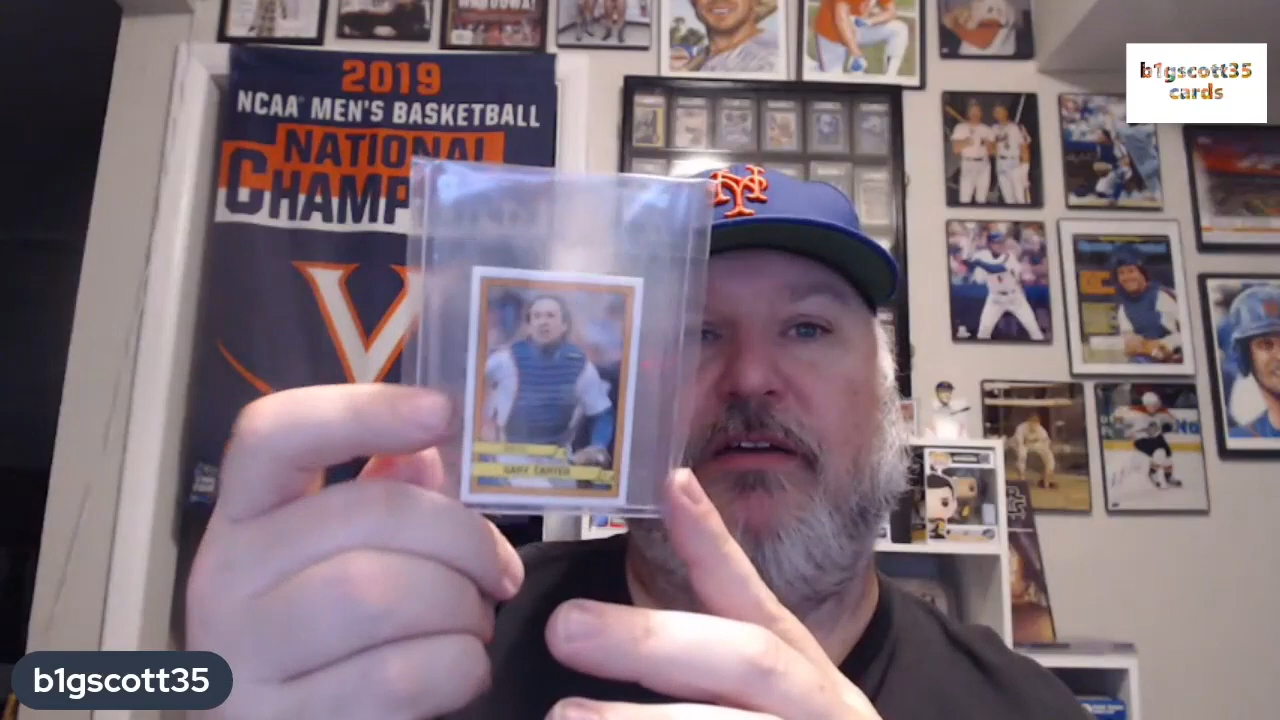 2019
NCAA MEN'S BASKETBALL
NATIONAL
CHAMP
V
NY
b1gscott35
cards
GARY CARTER
b1gscott35